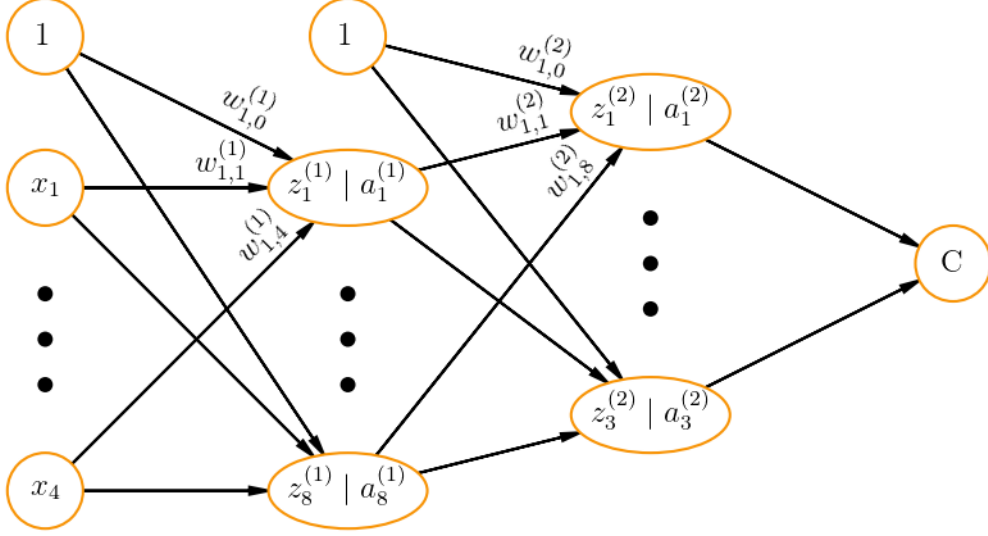 1
1
w_{1,0}^{(2)}
w_{1,0}^{(1)}
w_{1,1}^{(2)}
z_1^{(2)} | a_1^{(2)}
w_{1,1}^{(1)}
w_{1,8}^{(2)}
x_1
z_1^{(1)} | a_1^{(1)}
w_{1,4}^{(1)}
C
z_3^{(2)} | a_3^{(2)}
x_4
z_8^{(1)} | a_8^{(1)}